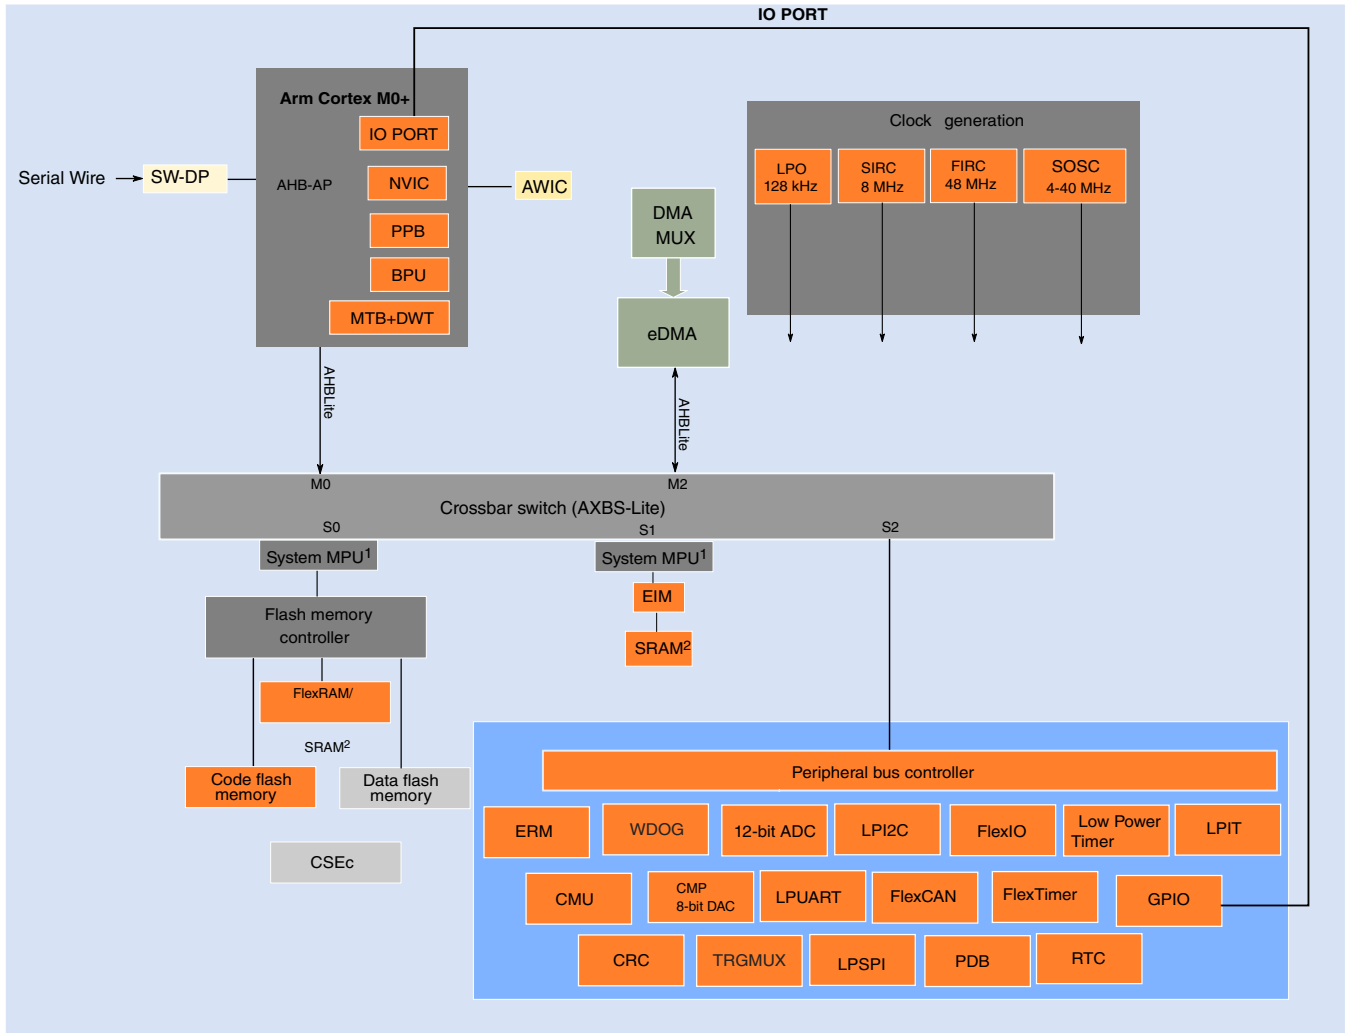 IO PORT
Arm Cortex M0+
IO PORT
Serial Wire
SW-DP
AHB-AP
NVIC
AWIC
PPB
BPU
MTB+DWT
AHBLite
DMA
MUX
eDMA
AHBLite
Clock generation
LPO
128 kHz
SIRC
8 MHz
FIRC
48 MHz
SOSC
4-40 MHz
M0
M2
Crossbar switch (AXBS-Lite)
S0
S1
S2
System MPU1
System MPU1
EIM
SRAM2
Flash memory
controller
FlexRAM/
SRAM2
Code flash
memory
Data flash
memory
CSEc
Peripheral bus controller
ERM
WDOG
12-bit ADC
LPI2C
FlexIO
Low Power
Timer
LPIT
CMU
CMP
8-bit DAC
LPUART
FlexCAN
FlexTimer
GPIO
CRC
TRGMUX
LPSPI
PDB
RTC